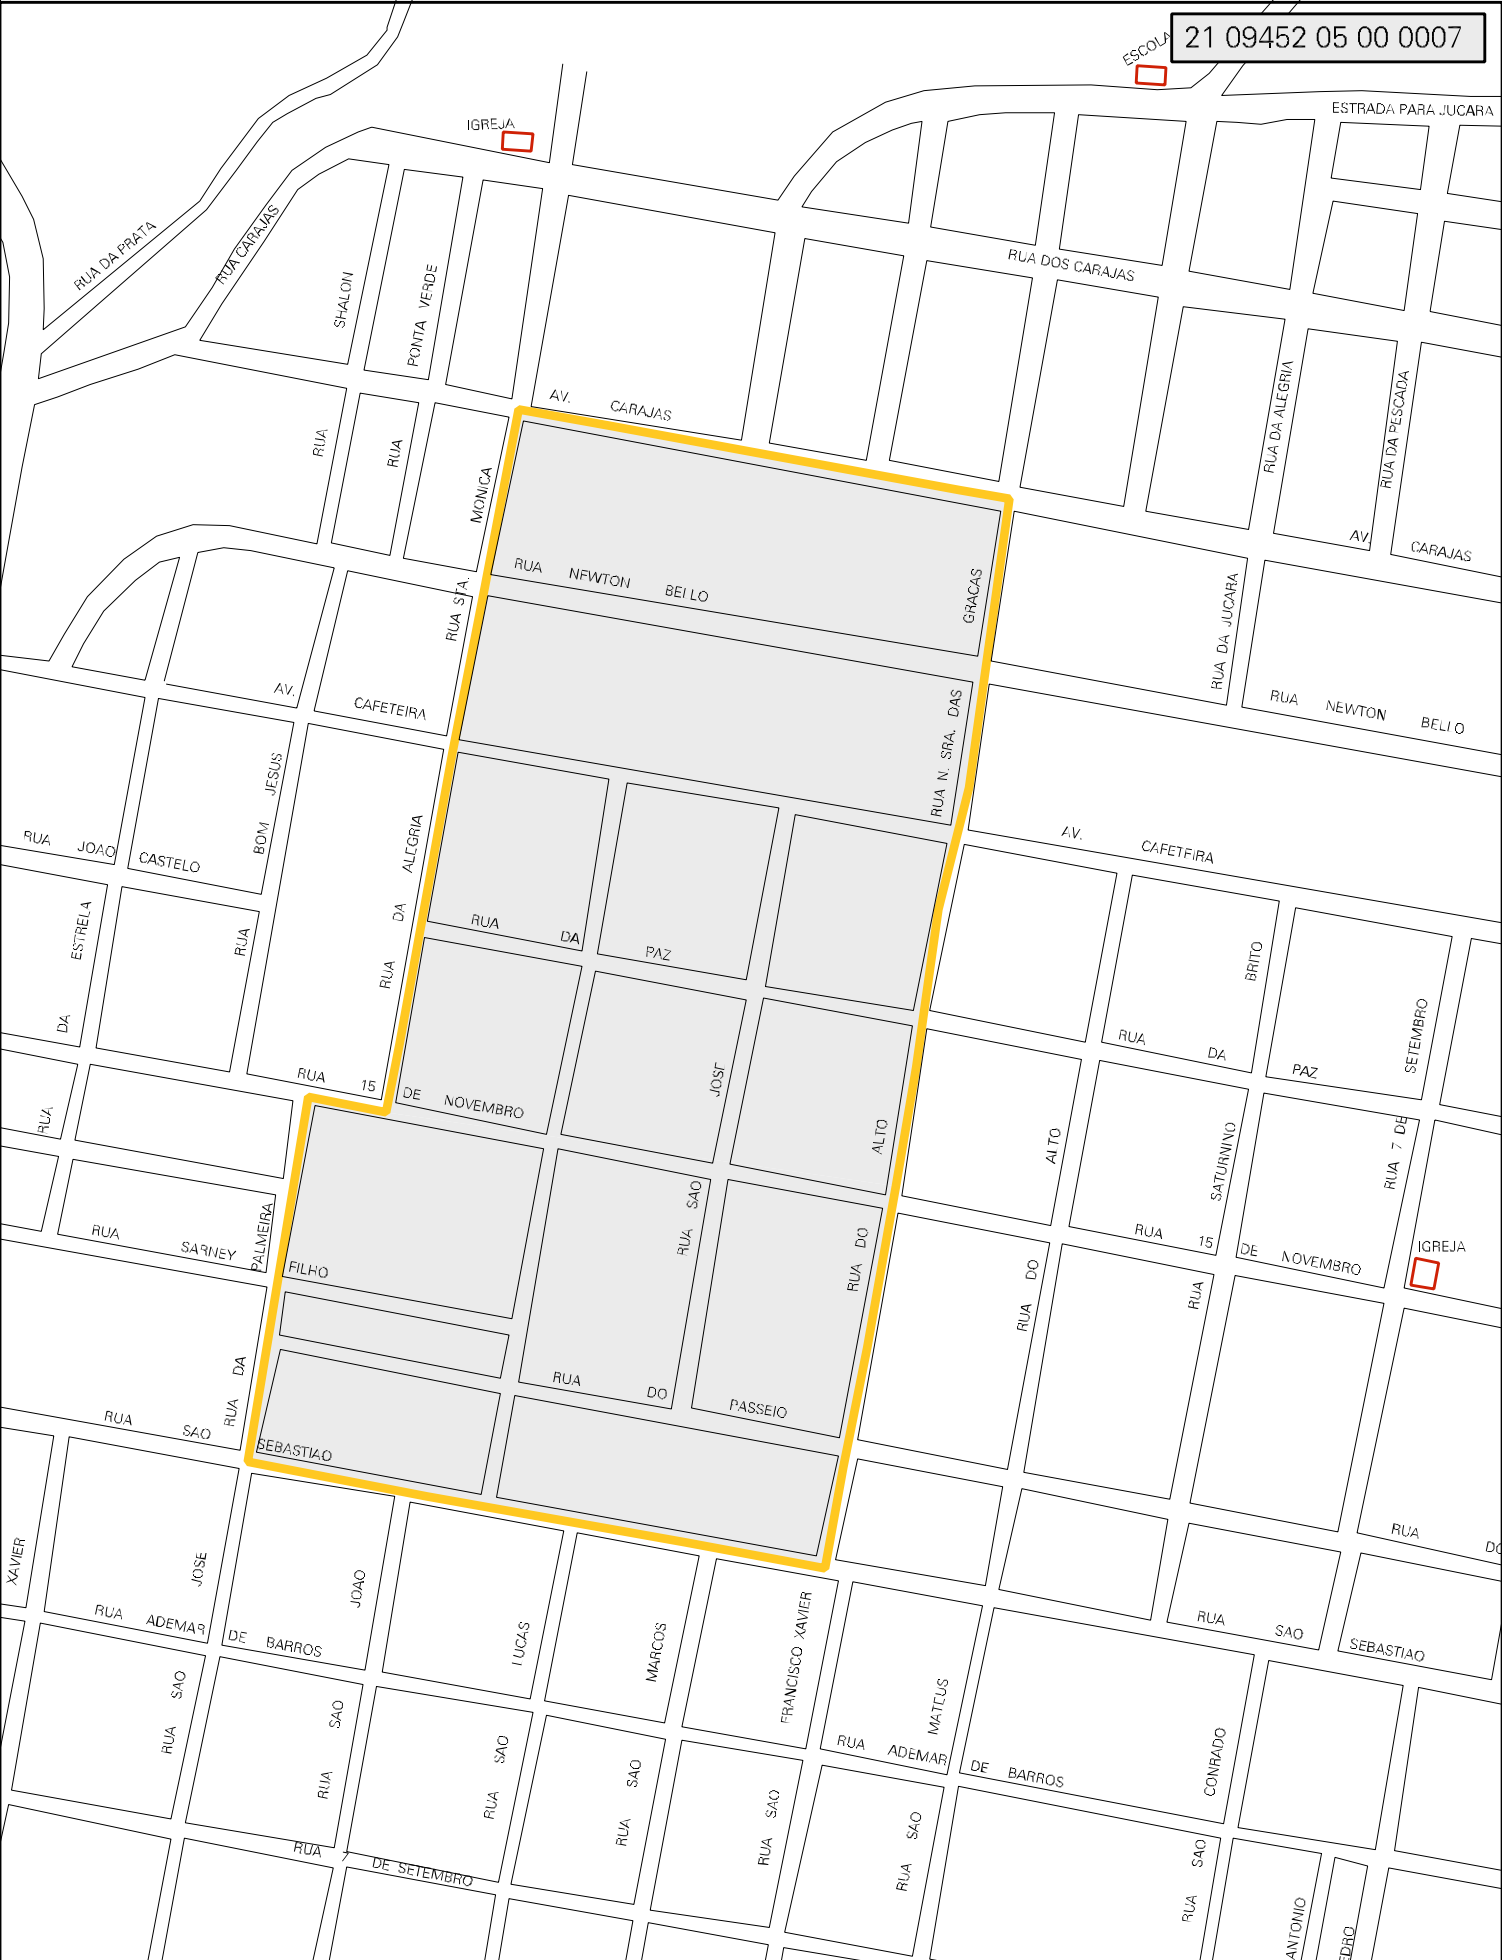 21 09452 05 00 0007
ESCOLA
ESTRADA PARA JUCARA
IGREJA
RUA DA PRATA
RUA CARAJAS
SHALON
PONTA VERDE
RUA DOS CARAJAS
RUA DA ALEGRIA
RUA DA PESCADA
AV. CARAJAS
RUA
RUA
MONICA
AV. CARAJAS
RUA STA.
RUA NEWTON BELLO
GRACAS
RUA DA JUCARA
AV. CAFETEIRA
RUA NEWTON BELLO
RUA N. SRA. DAS
BOM JESUS
RUA JOAO CASTELO
RUA DA ALEGRIA
AV. CAFETEIRA
ESTRELA
RUA
RUA DA PAZ
BRITO
SETEMBRO
DA
RUA DA PAZ
RUA 15 DE NOVEMBRO
JOSE
ALTO
ALTO
SATURNINO
RUA 7 DE
RUA
RUA SARNEY FILHO
PALMEIRA
RUA SAO
RUA DO
RUA DO
RUA 15 DE NOVEMBRO
IGREJA
RUA
RUA DA
RUA DO PASSEIO
RUA SAO SEBASTIAO
RUA DO
XAVIER
JOSE
JOAO
LUCAS
MARCOS
FRANCISCO XAVIER
RUA SAO SEBASTIAO
RUA ADEMAR DE BARROS
MATEUS
CONRADO
RUA SAO
RUA SAO
RUA SAO
RUA SAO
RUA SAO
RUA SAO
RUA ADEMAR DE BARROS
RUA SAO
RUA 7 DE SETEMBRO
ANTONIO
EDRO